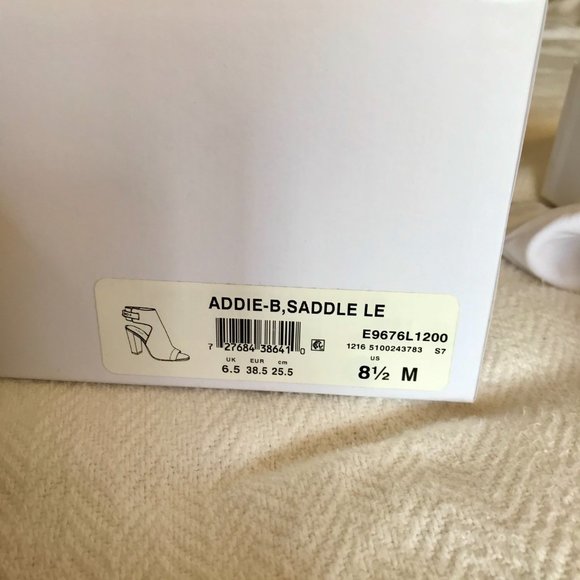 ADDIE-B,SADDLE LE
E9676L1200
7 27684 38641 0
1216 5100243783 S7
UK EUR cm
US
6.5 38.5 25.5
8½ M